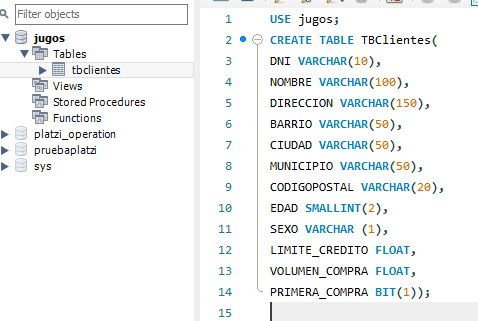 Filter objects
jugos
Tables
tbclientes
Views
Stored Procedures
Functions
platzi_operation
pruebaplatzi
sys
1 USE jugos;
2 CREATE TABLE TBClientes(
3 DNI VARCHAR(10),
4 NOMBRE VARCHAR(100),
5 DIRECCION VARCHAR(150),
6 BARRIO VARCHAR(50),
7 CIUDAD VARCHAR(50),
8 MUNICIPIO VARCHAR(50),
9 CODIGOPOSTAL VARCHAR(20),
10 EDAD SMALLINT(2),
11 SEXO VARCHAR (1),
12 LIMITE_CREDITO FLOAT,
13 VOLUMEN_COMPRA FLOAT,
14 PRIMERA_COMPRA BIT(1));
15